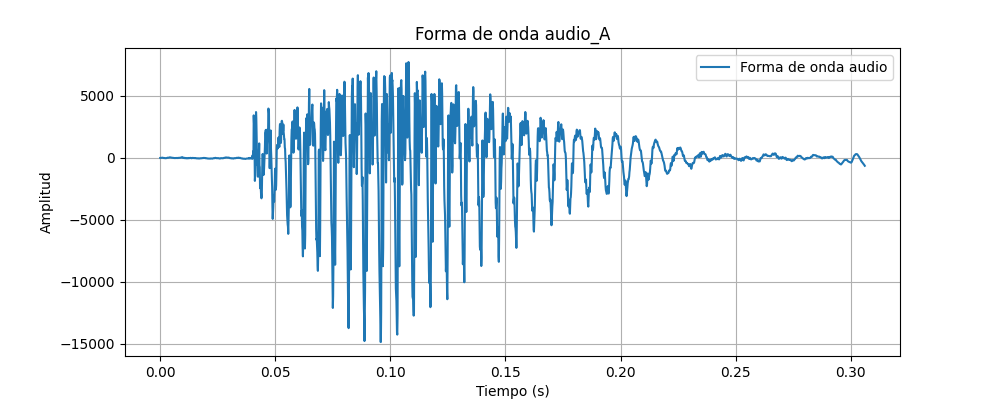 Forma de onda audio_A
Forma de onda audio
5000
0
−5000
−10000
−15000
Amplitud
0.00 0.05 0.10 0.15 0.20 0.25 0.30
Tiempo (s)